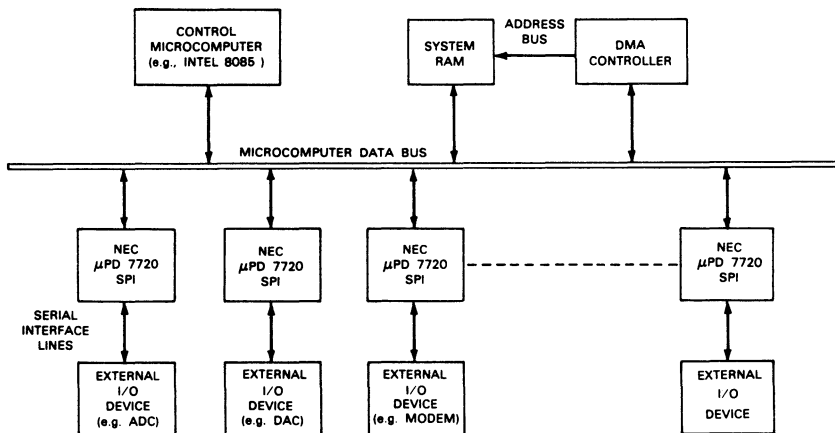 CONTROL
MICROCOMPUTER
(e.g., INTEL 8085 )
SYSTEM
RAM
ADDRESS
BUS
DMA
CONTROLLER
MICROCOMPUTER DATA BUS
NEC
μPD 7720
SPI
NEC
μPD 7720
SPI
NEC
μPD 7720
SPI
NEC
μPD 7720
SPI
SERIAL
INTERFACE
LINES
EXTERNAL
I/O
DEVICE
(e.g. ADC)
EXTERNAL
I/O
DEVICE
(e.g. DAC)
EXTERNAL
I/O
DEVICE
(e.g. MODEM)
EXTERNAL
I/O
DEVICE